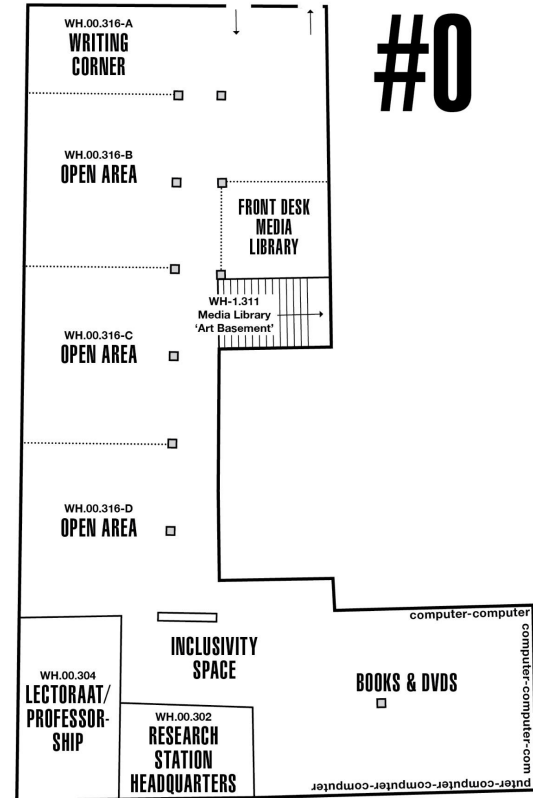 #0
WH.00.316-A
WRITING
CORNER
WH.00.316-B
OPEN AREA
FRONT DESK
MEDIA
LIBRARY
WH-1.311
Media Library
‘Art Basement’
WH.00.316-C
OPEN AREA
WH.00.316-D
OPEN AREA
INCLUSIVITY
SPACE
BOOKS & DVDS
computer-computer
computer-computer-com
puter-computer-computer-computer
WH.00.304
LECTORAAT/
PROFESSOR-
SHIP
WH.00.302
RESEARCH
STATION
HEADQUARTERS